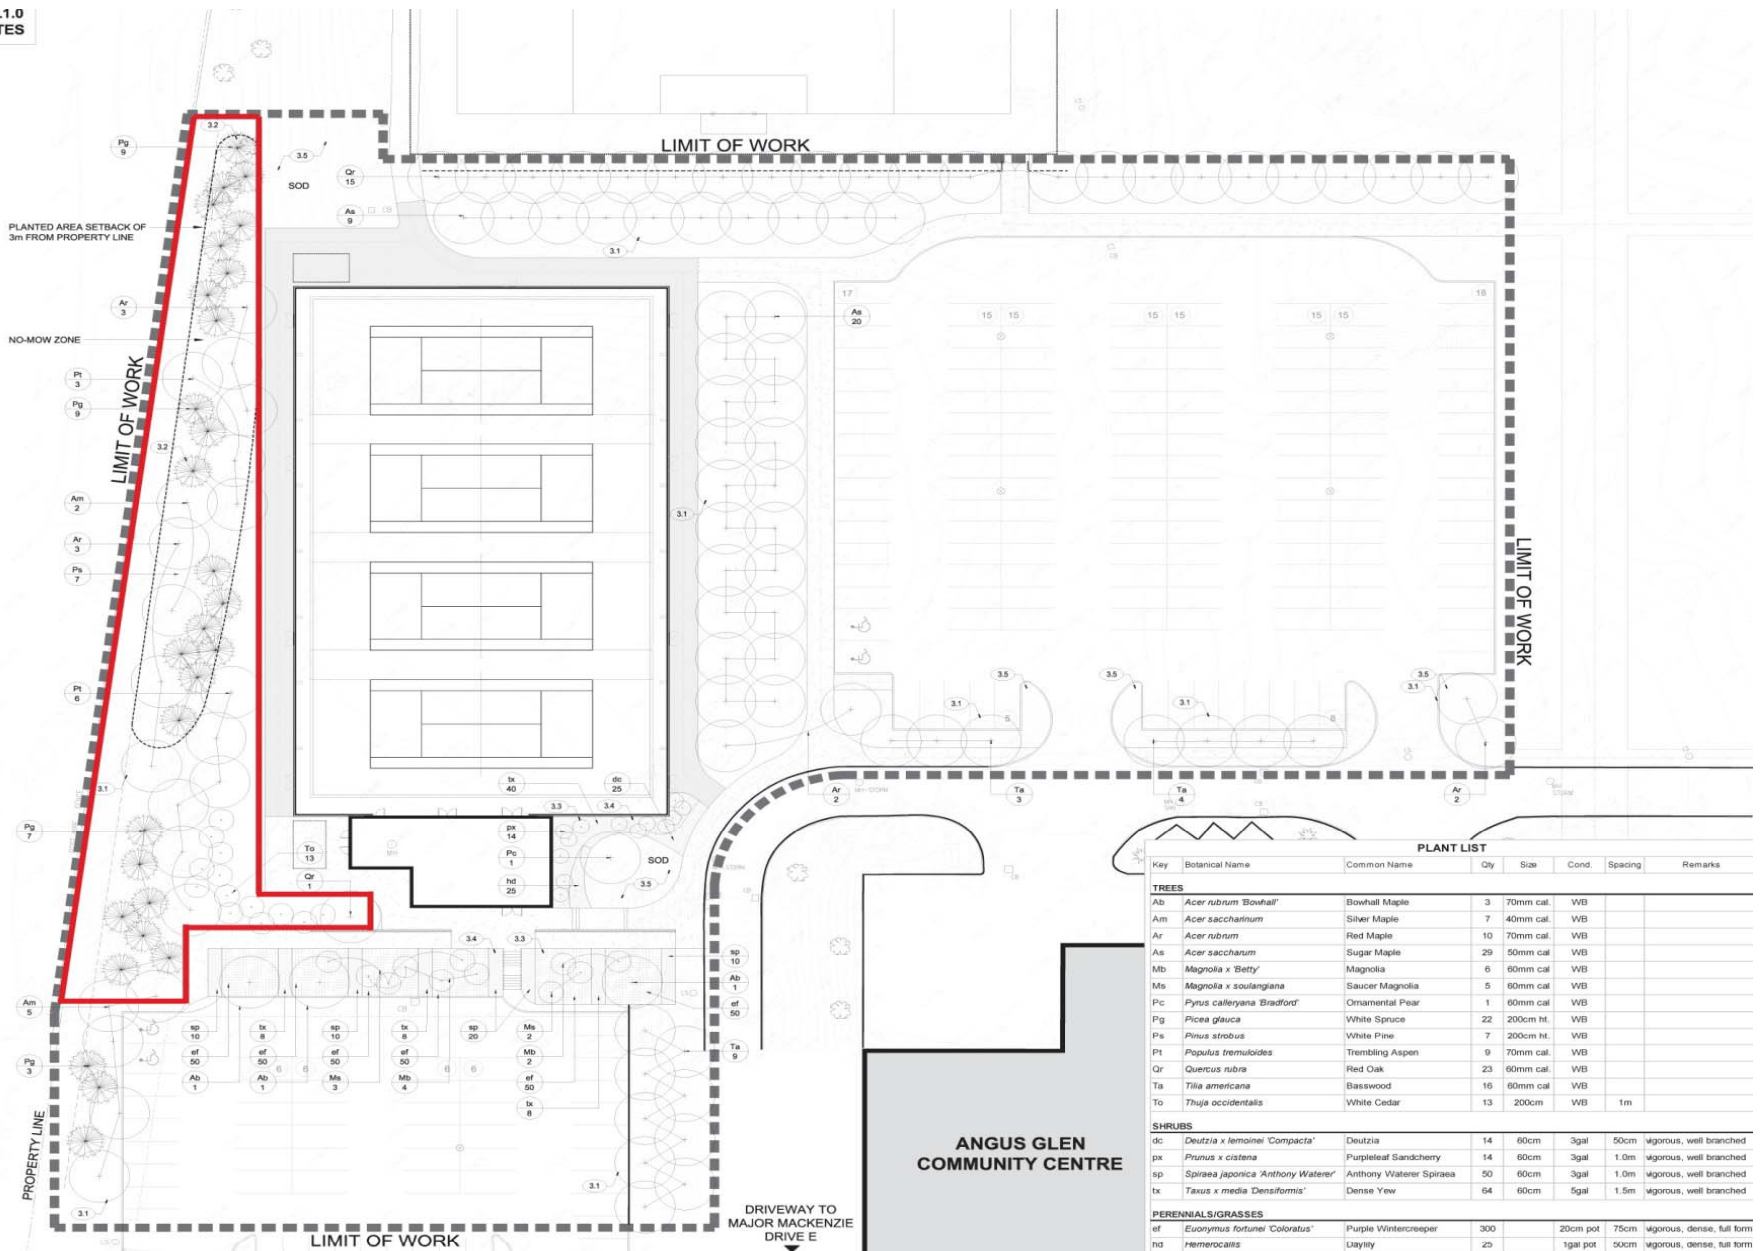 .1.0
TES
LIMIT OF WORK
Pg
9
3.2
3.5
SOD
Qr
15
As
9
CB
3.1
CB
PLANTED AREA SETBACK OF
3m FROM PROPERTY LINE
Ar
3
NO-MOW ZONE
LIMIT OF WORK
Pt
3
Pg
9
3.2
Am
2
Ar
3
Ps
7
Pt
6
3.1
Pg
7
17
As
20
15 15
15 15
15 15
16
3.1
LIMIT OF WORK
3.5
3.1
5
3.5
3.1
6
3.5
3.1
Ar
2
MH-STORM
Ta
3
Ta
4
CB
Ar
2
tx
40
dc
25
3.3
3.4
px
14
Pc
1
hd
25
SOD
3.5
To
13
Qr
1
MH
3.4
3.3
sp
10
Ab
1
ef
50
Am
5
Pg
3
sp
10
ef
50
Ab
1
tx
8
ef
50
Ab
1
sp
10
ef
50
Ms
3
tx
8
ef
50
Mb
4
sp
20
Ms
2
Mb
2
ef
50
tx
8
Ta
9
CB
6 6
6 6
PROPERTY LINE
3.1
3.1
LIMIT OF WORK
DRIVEWAY TO
MAJOR MACKENZIE
DRIVE E
ANGUS GLEN
COMMUNITY CENTRE
PLANT LIST
Key Botanical Name Common Name Qty Size Cond. Spacing Remarks
TREES
Ab Acer rubrum 'Bowhall' Bowhall Maple 3 70mm cal. WB
Am Acer saccharinum Silver Maple 7 40mm cal. WB
Ar Acer rubrum Red Maple 10 70mm cal. WB
As Acer saccharum Sugar Maple 29 50mm cal WB
Mb Magnolia x 'Betty' Magnolia 6 60mm cal WB
Ms Magnolia x soulangiana Saucer Magnolia 5 60mm cal WB
Pc Pyrus calleryana 'Bradford' Ornamental Pear 1 60mm cal WB
Pg Picea glauca White Spruce 22 200cm ht. WB
Ps Pinus strobus White Pine 7 200cm ht. WB
Pt Populus tremuloides Trembling Aspen 9 70mm cal. WB
Qr Quercus rubra Red Oak 23 60mm cal. WB
Ta Tilia americana Basswood 16 60mm cal WB
To Thuja occidentalis White Cedar 13 200cm WB 1m
SHRUBS
dc Deutzia x lemoinei 'Compacta' Deutzia 14 60cm 3gal 50cm vigorous, well branched
px Prunus x cistena Purpleleaf Sandcherry 14 60cm 3gal 1.0m vigorous, well branched
sp Spiraea japonica 'Anthony Waterer' Anthony Waterer Spiraea 50 60cm 3gal 1.0m vigorous, well branched
tx Taxus x media 'Densiformis' Dense Yew 64 60cm 5gal 1.5m vigorous, well branched
PERENNIALS/GRASSES
ef Euonymus fortunei 'Coloratus' Purple Wintercreeper 300 20cm pot 75cm vigorous, dense, full form
hd Hemerocallis Daylily 25 1gal pot 50cm vigorous, dense, full form